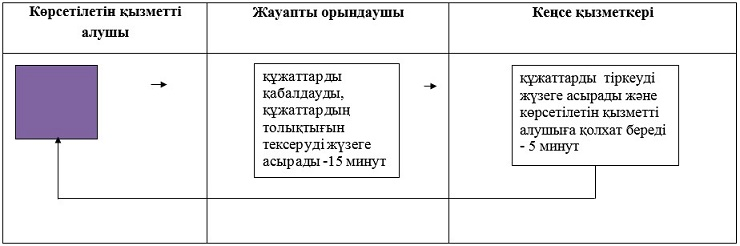 Көрсетілетін қызметті
алушы
Жауапты орындаушы
Кеңсе қызметкері
құжаттарды
қабалдауды,
құжаттардың
толықтығын
тексеруді жүзеге
асырады -15 минут
құжаттарды тіркеуді
жүзеге асырады және
көрсетілетін қызметті
алушыға қолхат береді
- 5 минут